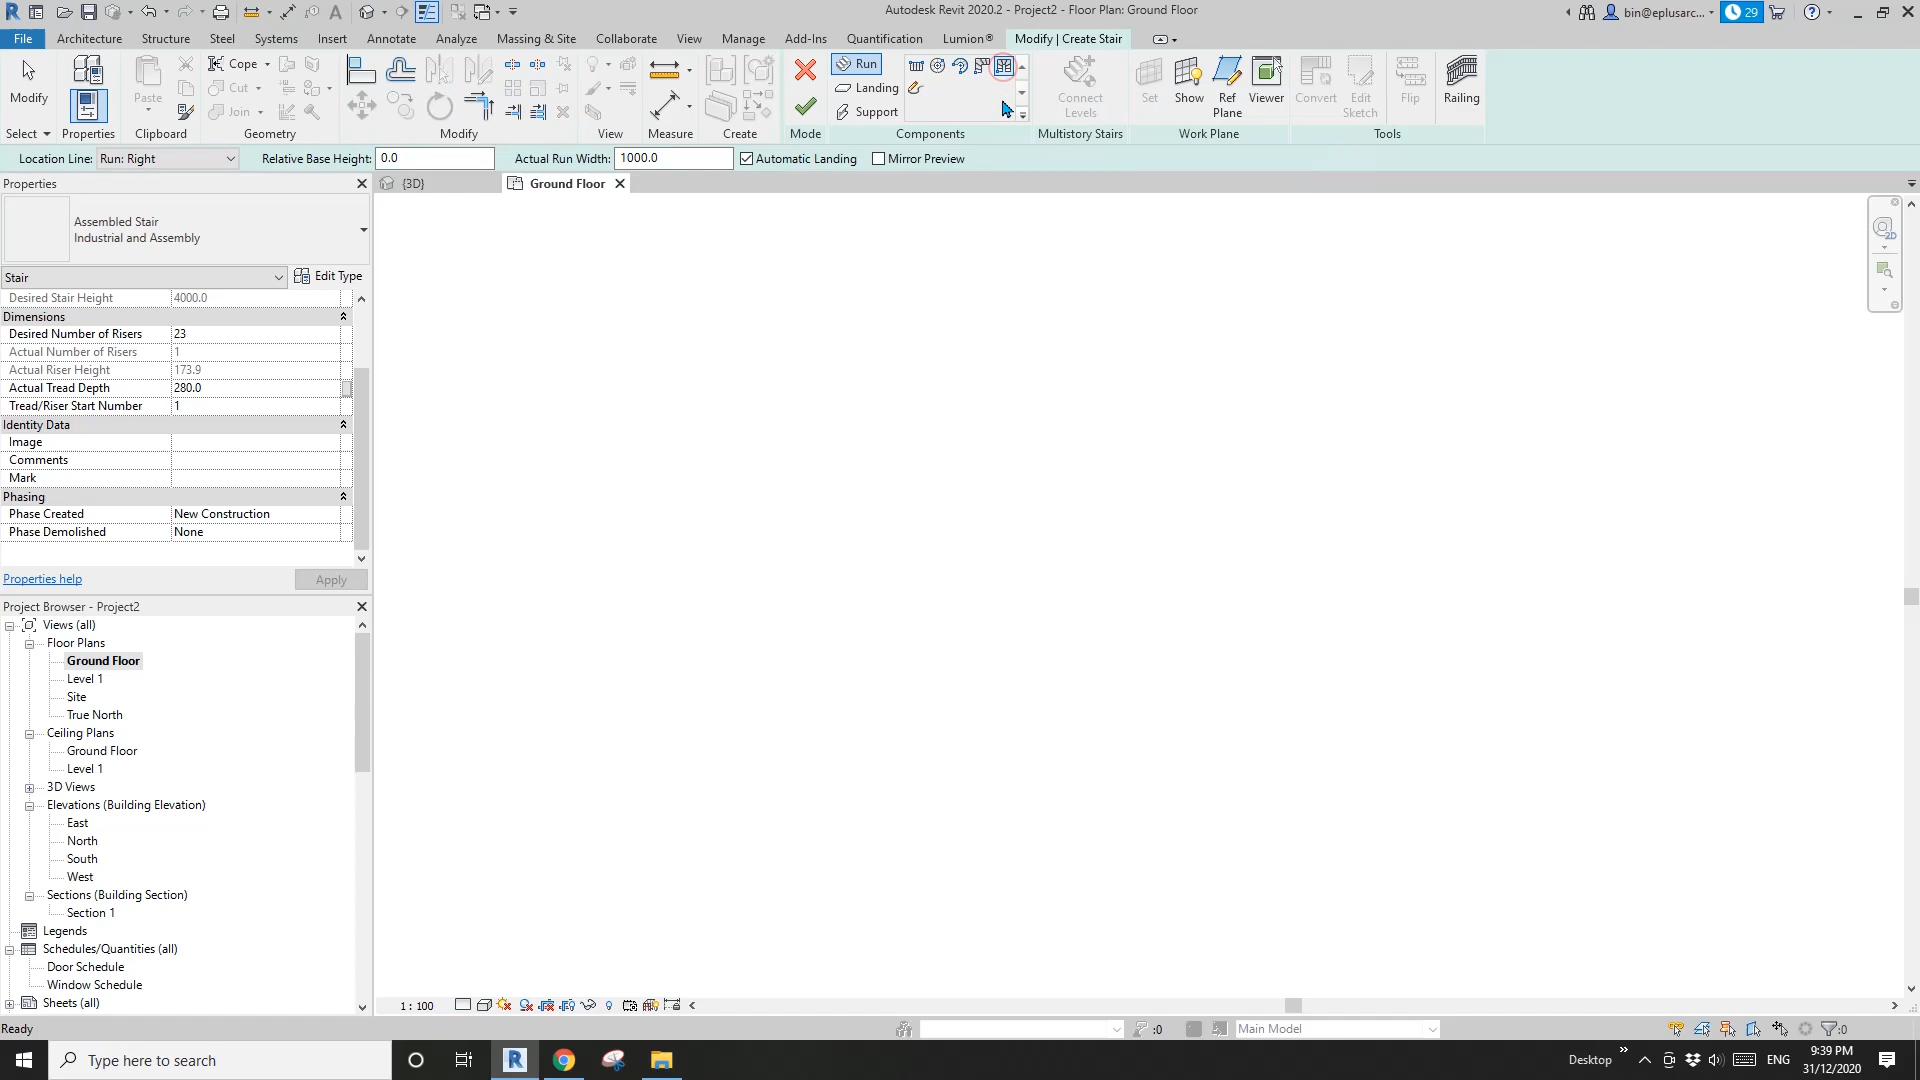 Autodesk Revit 2020.2 - Project2 - Floor Plan: Ground Floor
bin@eplusarc...
29
File Architecture Structure Steel Systems Insert Annotate Analyze Massing & Site Collaborate View Manage Add-Ins Quantification Lumion® Modify | Create Stair
Modify
Paste
Cope
Cut
Join
Run
Landing
Support
Connect Levels
Set
Show
Ref Plane
Viewer
Convert
Edit Sketch
Flip
Railing
Select Properties Clipboard Geometry Modify View Measure Create Mode Components Multistory Stairs Work Plane Tools
Location Line: Run: Right Relative Base Height: 0.0 Actual Run Width: 1000.0 Automatic Landing Mirror Preview
Properties
{3D}
Ground Floor
Assembled Stair
Industrial and Assembly
Stair
Edit Type
Desired Stair Height 4000.0
Dimensions
Desired Number of Risers 23
Actual Number of Risers 1
Actual Riser Height 173.9
Actual Tread Depth 280.0
Tread/Riser Start Number 1
Identity Data
Image
Comments
Mark
Phasing
Phase Created New Construction
Phase Demolished None
Properties help
Apply
Project Browser - Project2
Views (all)
Floor Plans
Ground Floor
Level 1
Site
True North
Ceiling Plans
Ground Floor
Level 1
3D Views
Elevations (Building Elevation)
East
North
South
West
Sections (Building Section)
Section 1
Legends
Schedules/Quantities (all)
Door Schedule
Window Schedule
Sheets (all)
2D
1 : 100
Ready
:0
Main Model
:0
Type here to search
Desktop
ENG
9:39 PM
31/12/2020